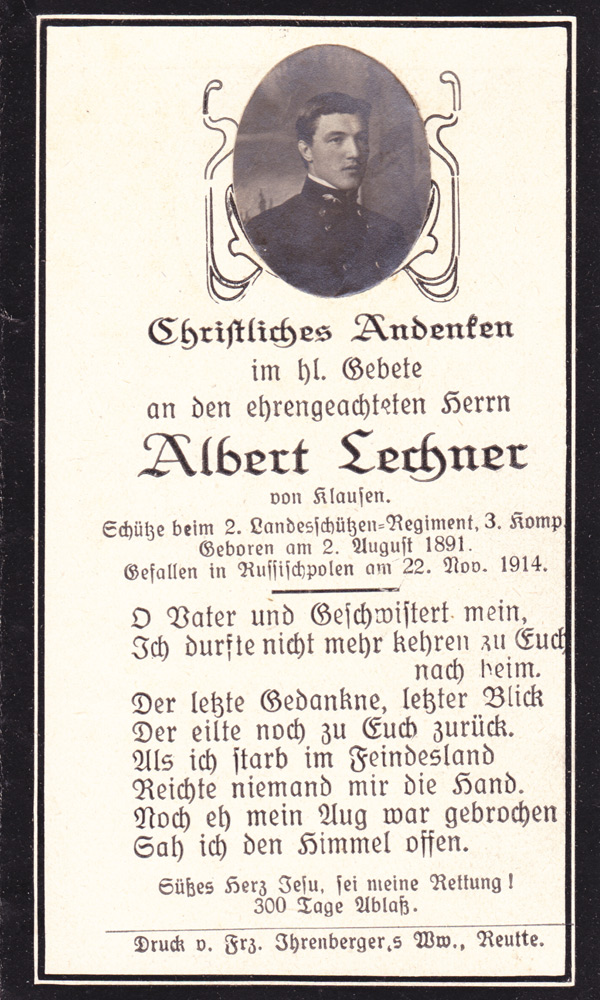 Christliches Andenken
im hl. Gebete
an den ehrengeachteten Herrn
Albert Lechner
von Klausen.
Schütze beim 2. Landesschützen-Regiment, 3. Komp.
Geboren am 2. August 1891.
Gefallen in Russischpolen am 22. Nov. 1914.
O Vater und Geschwistert mein,
Ich durfte nicht mehr kehren zu Euch
nach heim.
Der letzte Gedankne, letzter Blick
Der eilte noch zu Euch zurück.
Als ich starb im Feindesland
Reichte niemand mir die Hand.
Noch eh mein Aug war gebrochen
Sah ich den Himmel offen.
Süßes Herz Jesu, sei meine Rettung!
300 Tage Ablaß.
Druck v. Frz. Ihrenberger,s Ww., Reutte.